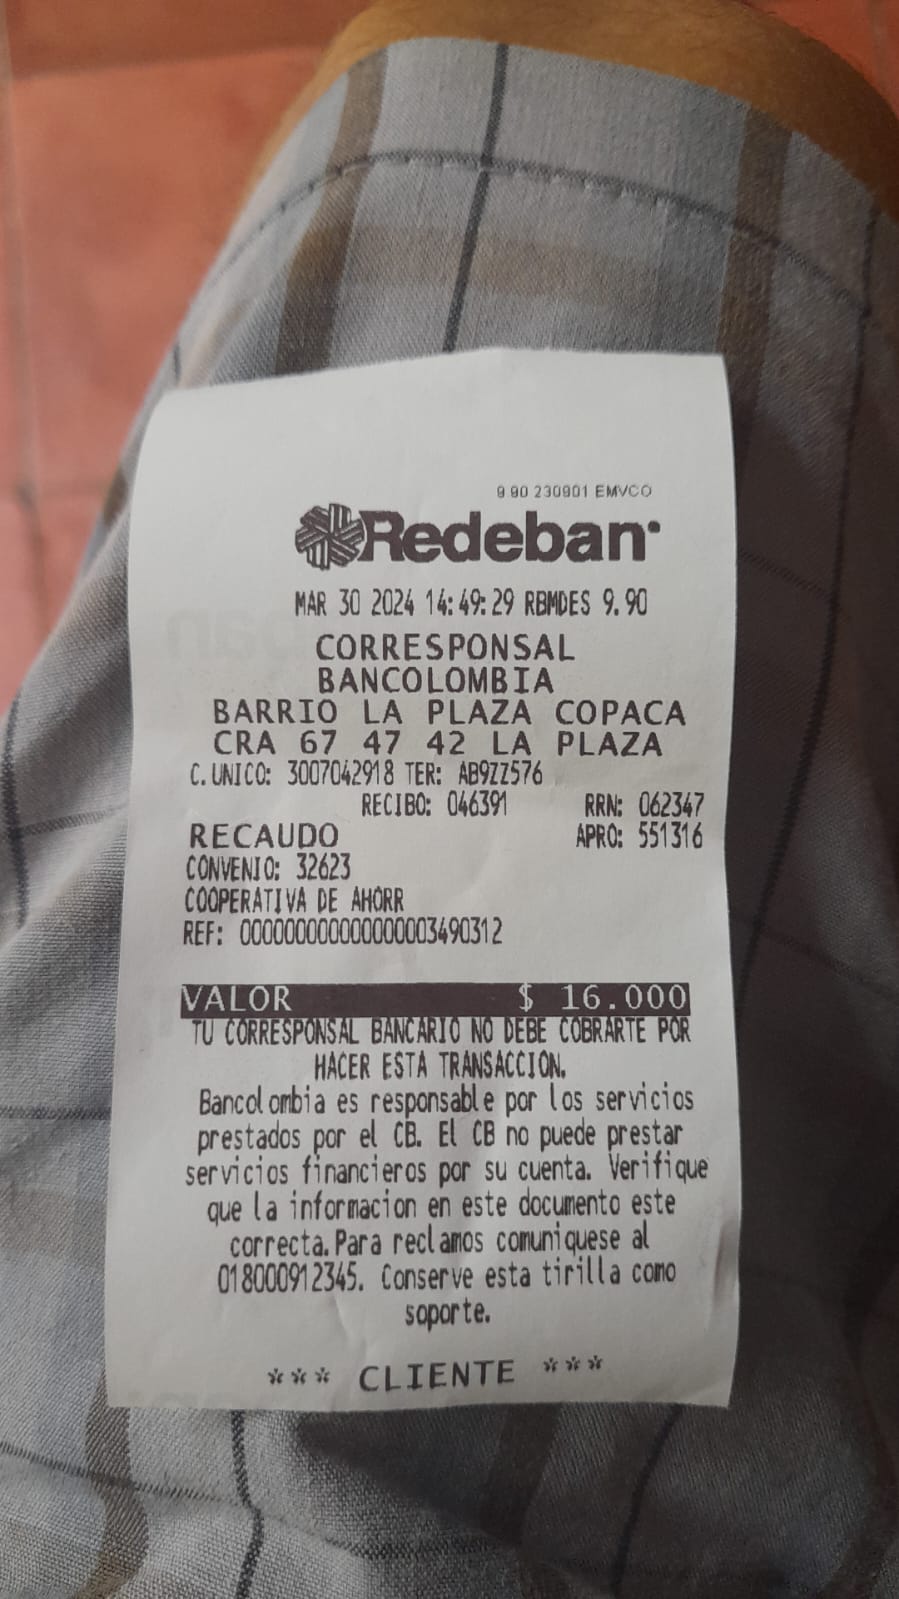 9 90 230901 EMVCO
Redeban
MAR 30 2024 14:49:29 RBMDES 9.90
CORRESPONSAL
BANCOLOMBIA
BARRIO LA PLAZA COPACA
CRA 67 47 42 LA PLAZA
C.UNICO: 3007042918 TER: AB9ZZ576
RECIBO: 046391 RRN: 062347
RECAUDO APRO: 551316
CONVENIO: 32623
COOPERATIVA DE AHORR
REF: 000000000000000003490312
VALOR $ 16.000
TU CORRESPONSAL BANCARIO NO DEBE COBRARTE POR
HACER ESTA TRANSACCION.
Bancolombia es responsable por los servicios
prestados por el CB. El CB no puede prestar
servicios financieros por su cuenta. Verifique
que la informacion en este documento este
correcta.Para reclamos comuniquese al
018000912345. Conserve esta tirilla como
soporte.
*** CLIENTE ***